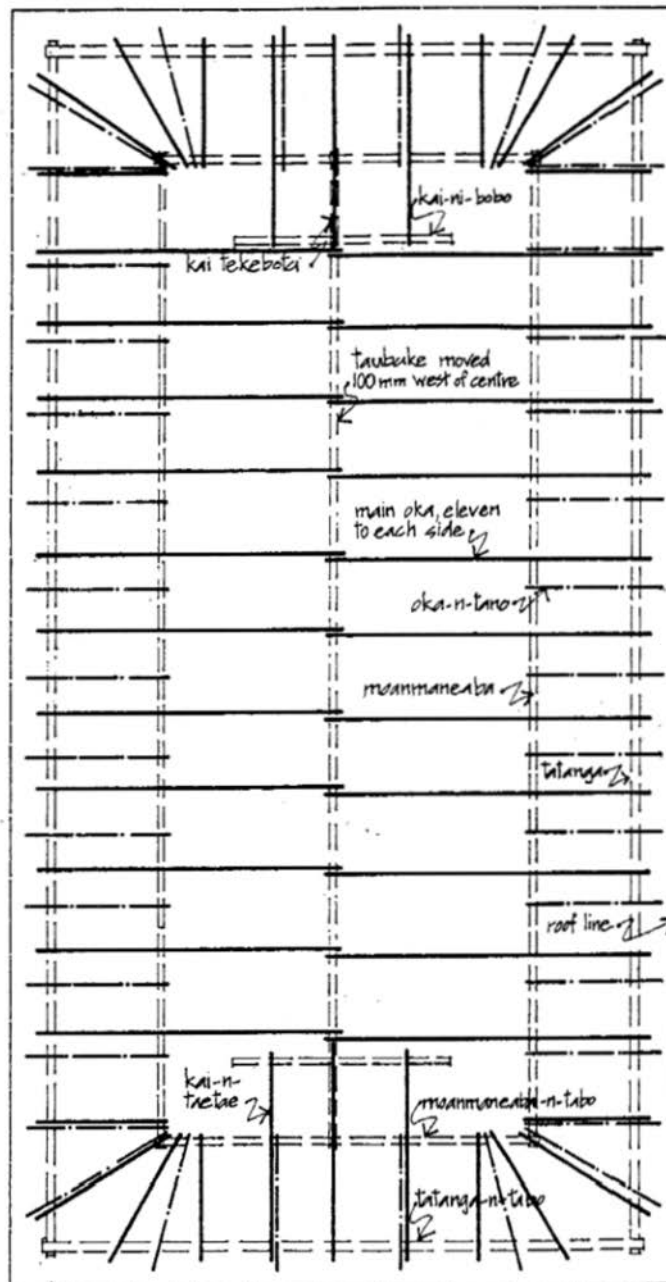 kai-ni-bobo
kai tekebotai
taubuke moved
100 mm west of centre
main oka, eleven
to each side
oka-n-tano
moanmaneaba
tatanga
roof line
kai-n-
taetae
moanmaneaba-n-tabo
tatanga-n-tabo